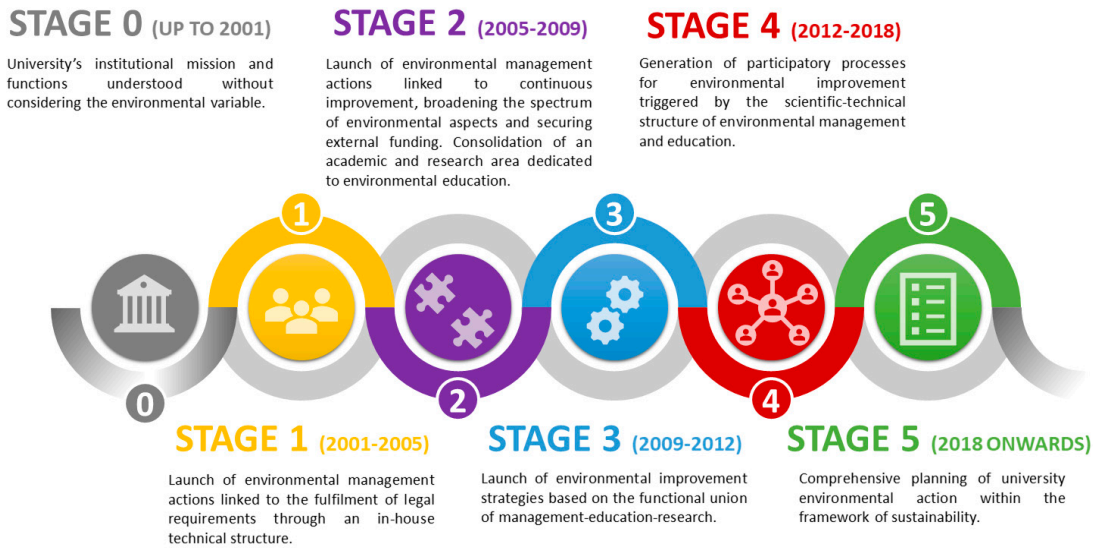 STAGE 0 (UP TO 2001)
University's institutional mission and
functions understood without
considering the environmental variable.
STAGE 2 (2005-2009)
Launch of environmental management
actions linked to continuous
improvement, broadening the spectrum
of environmental aspects and securing
external funding. Consolidation of an
academic and research area dedicated
to environmental education.
STAGE 4 (2012-2018)
Generation of participatory processes
for environmental improvement
triggered by the scientific-technical
structure of environmental management
and education.
1
3
5
0
2
4
STAGE 1 (2001-2005)
Launch of environmental management
actions linked to the fulfilment of legal
requirements through an in-house
technical structure.
STAGE 3 (2009-2012)
Launch of environmental improvement
strategies based on the functional union
of management-education-research.
STAGE 5 (2018 ONWARDS)
Comprehensive planning of university
environmental action within the
framework of sustainability.